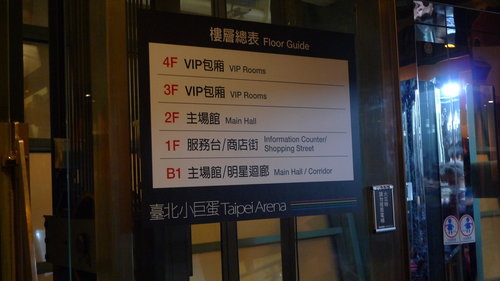 樓層總表 Floor Guide
4F VIP包廂 VIP Rooms
3F VIP包廂 VIP Rooms
2F 主場館 Main Hall
1F 服務台/商店街 Information Counter/
Shopping Street
B1 主場館/明星迴廊 Main Hall / Corridor
臺北小巨蛋 Taipei Arena